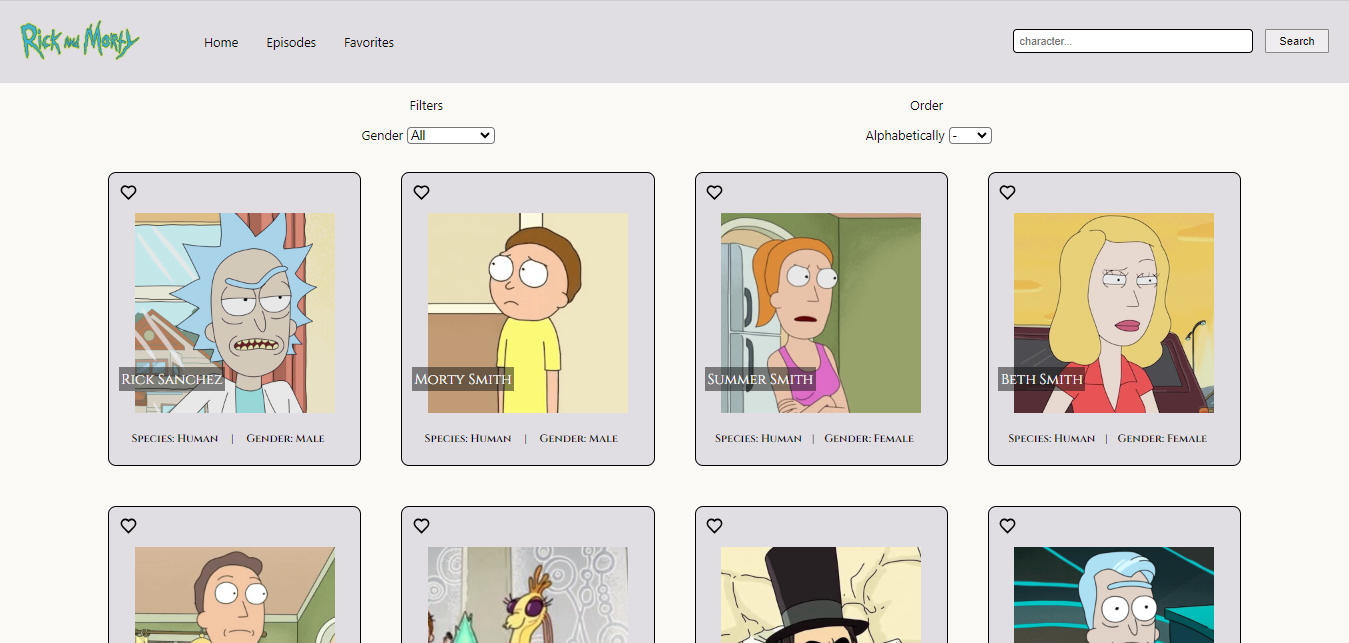 Rick and Morty Home Episodes Favorites character... Search
Filters Order
Gender All Alphabetically -
Rick Sanchez Morty Smith Summer Smith Beth Smith
Species: Human | Gender: Male Species: Human | Gender: Male Species: Human | Gender: Female Species: Human | Gender: Female